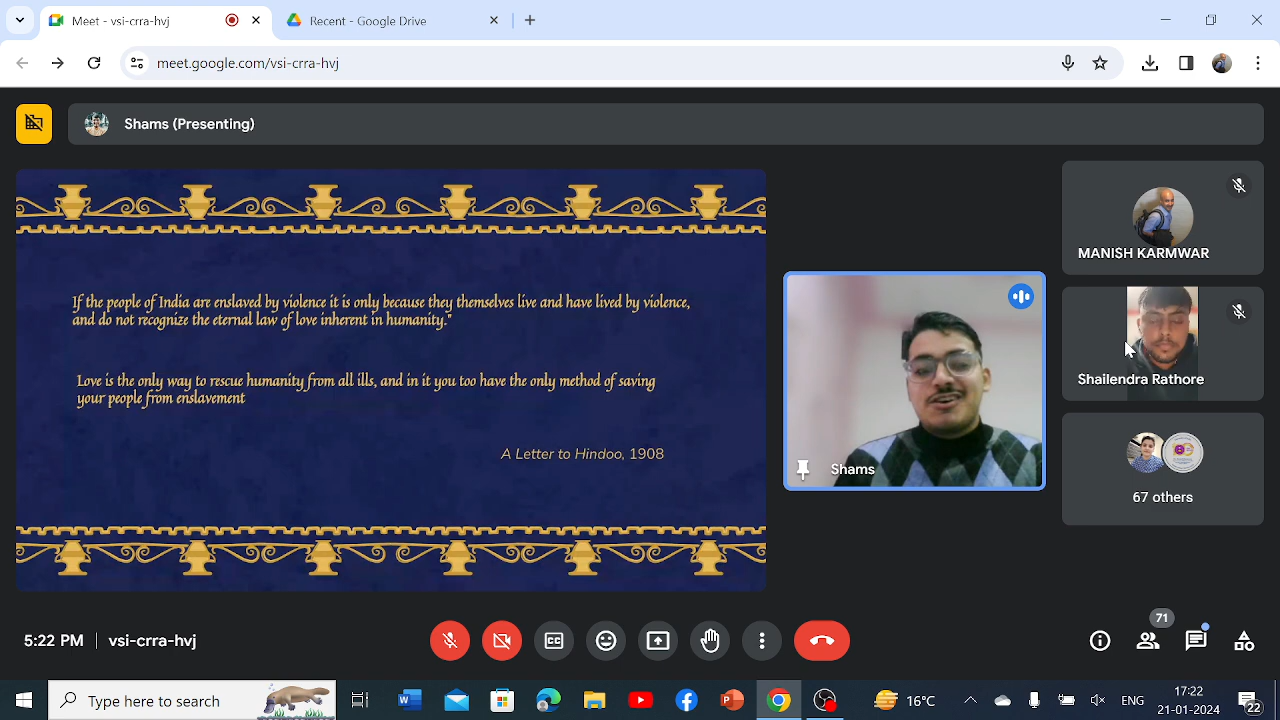 Meet - vsi-crra-hvj
Recent - Google Drive
meet.google.com/vsi-crra-hvj
Shams (Presenting)
If the people of India are enslaved by violence it is only because they themselves live and have lived by violence,
and do not recognize the eternal law of love inherent in humanity."
Love is the only way to rescue humanity from all ills, and in it you too have the only method of saving
your people from enslavement
A Letter to Hindoo, 1908
Shams
MANISH KARMWAR
Shailendra Rathore
67 others
5:22 PM
vsi-crra-hvj
71
Type here to search
16°C
ENG
17:22
21-01-2024
22